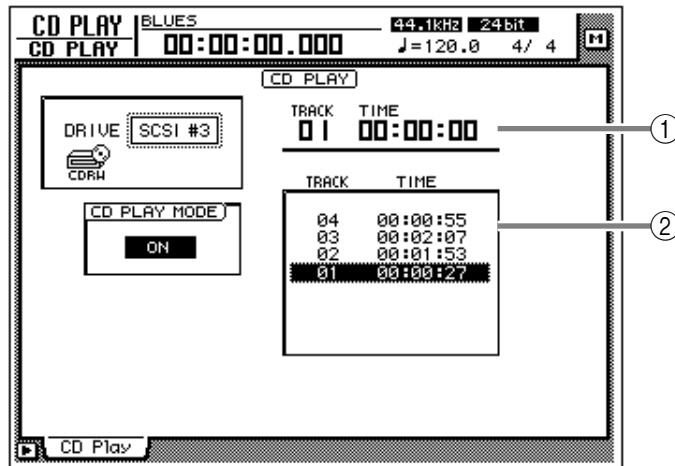 CD PLAY BLUES 44.1kHz 24bit
CD PLAY 00:00:00.000 ♩=120.0 4/ 4 M
CD PLAY
DRIVE SCSI #3
CDRW
CD PLAY MODE
ON
TRACK TIME
01 00:00:00
1
TRACK TIME
04 00:00:55
03 00:02:07
02 00:01:53
01 00:00:27
2
CD Play